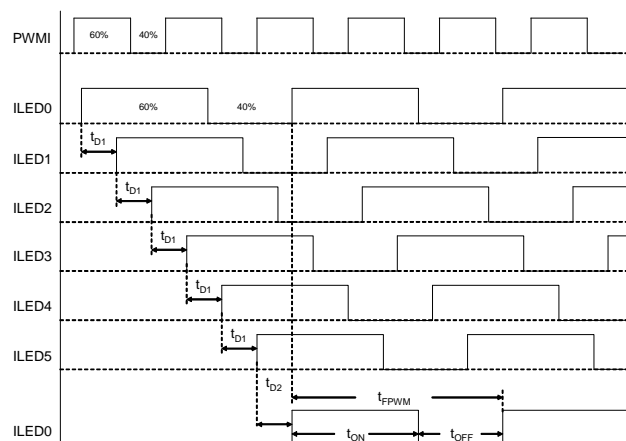 PWMI
60%
40%
ILED0
60%
40%
tD1
ILED1
tD1
ILED2
tD1
ILED3
tD1
ILED4
tD1
ILED5
tD2
tFPWM
ILED0
tON
tOFF